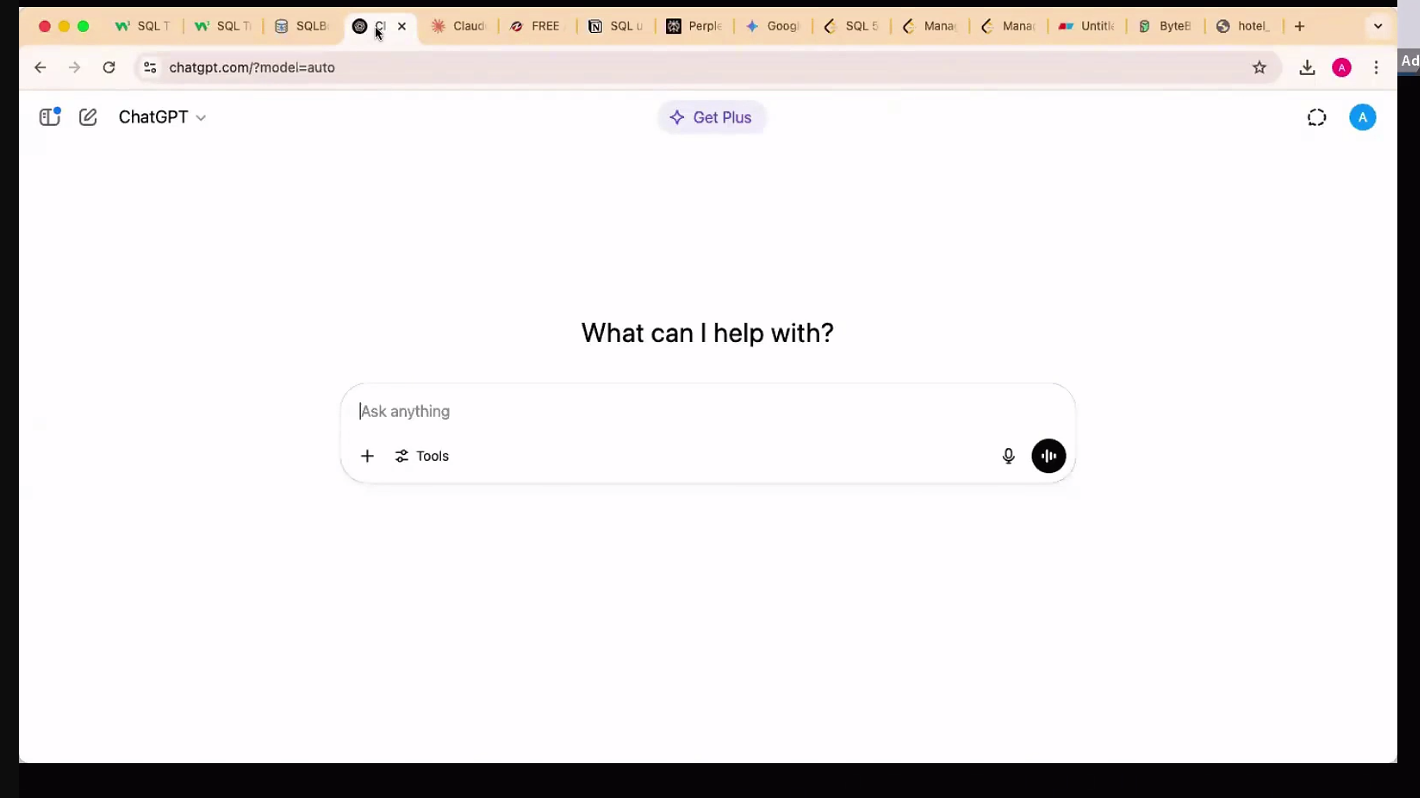 SQL T SQL T SQLB Cl Claud FREE SQL u Perple Googl SQL 5 Mana Mana Untitle ByteB hotel_
chatgpt.com/?model=auto A Ad
ChatGPT Get Plus A
What can I help with?
Ask anything
Tools